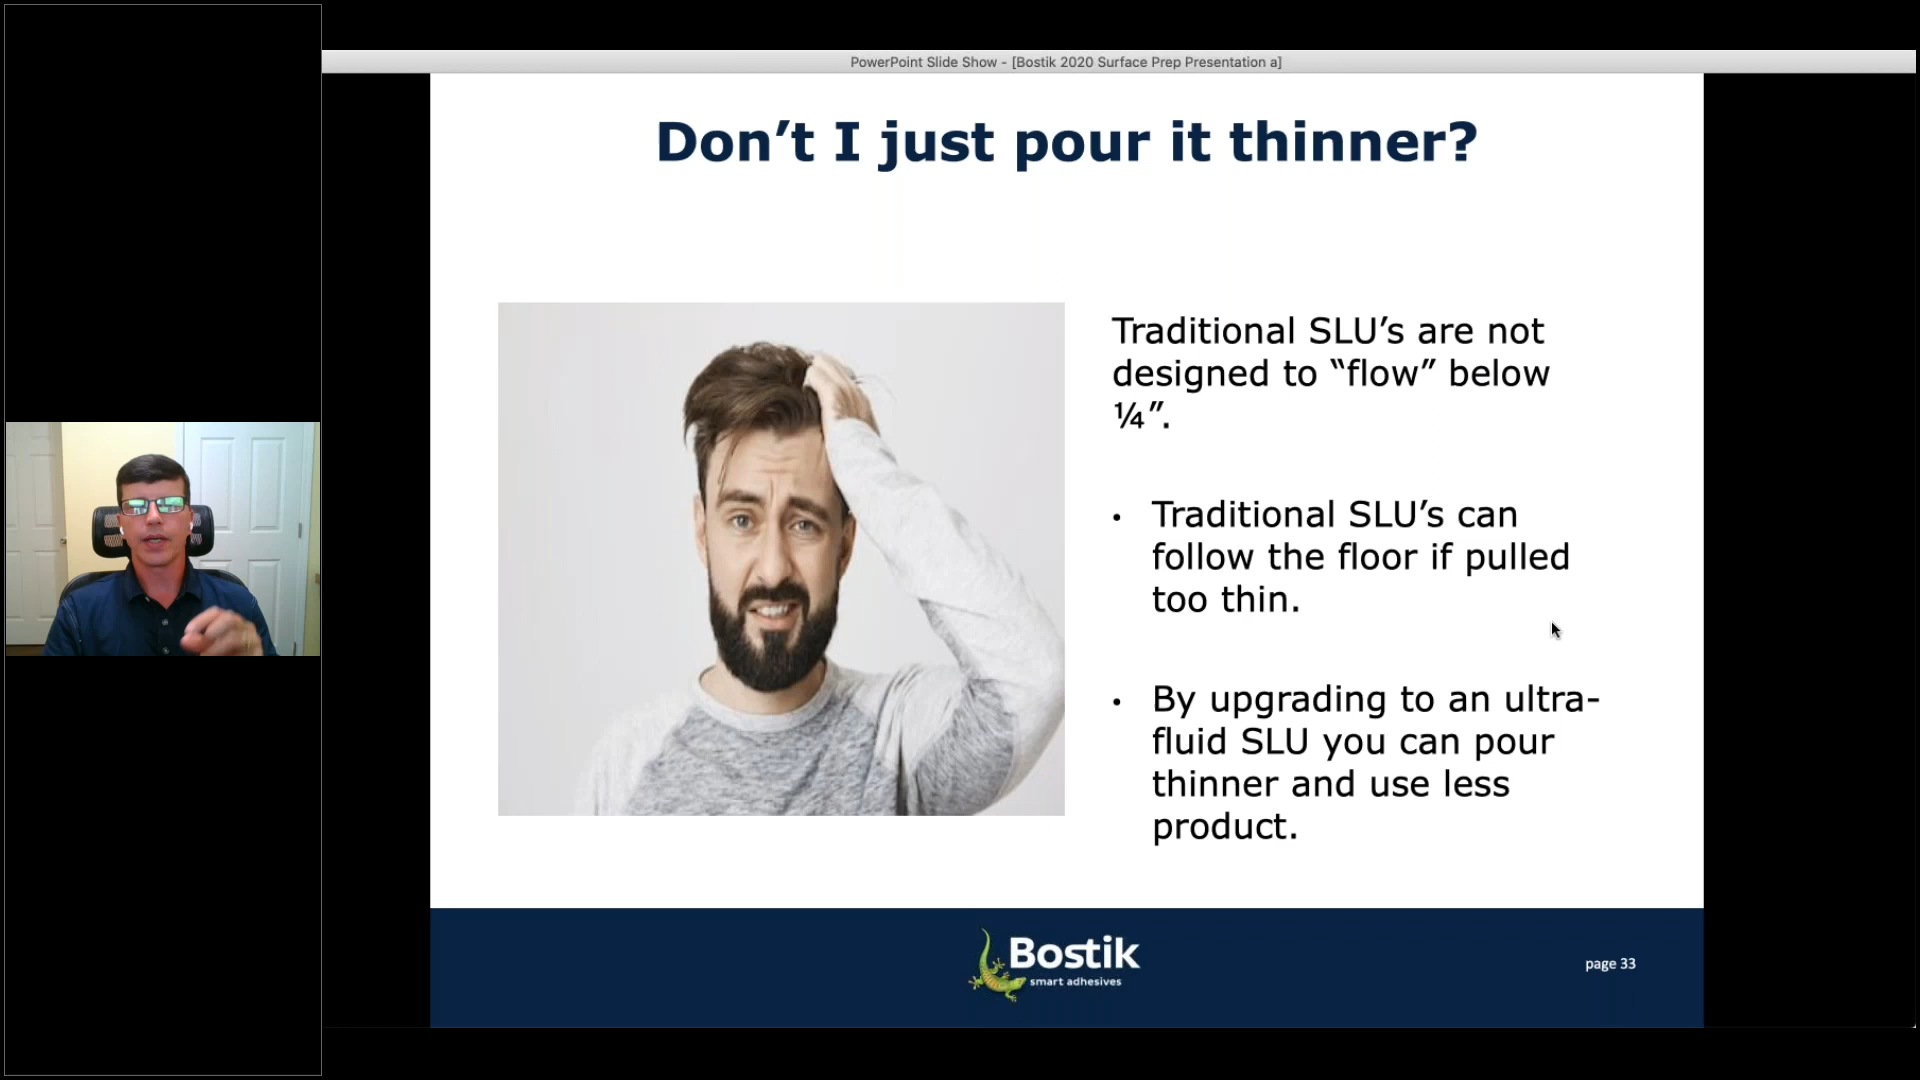 PowerPoint Slide Show - [Bostik 2020 Surface Prep Presentation a]
Don’t I just pour it thinner?
Traditional SLU’s are not
designed to “flow” below
¼”.
• Traditional SLU’s can
follow the floor if pulled
too thin.
• By upgrading to an ultra-
fluid SLU you can pour
thinner and use less
product.
Bostik
smart adhesives
page 33